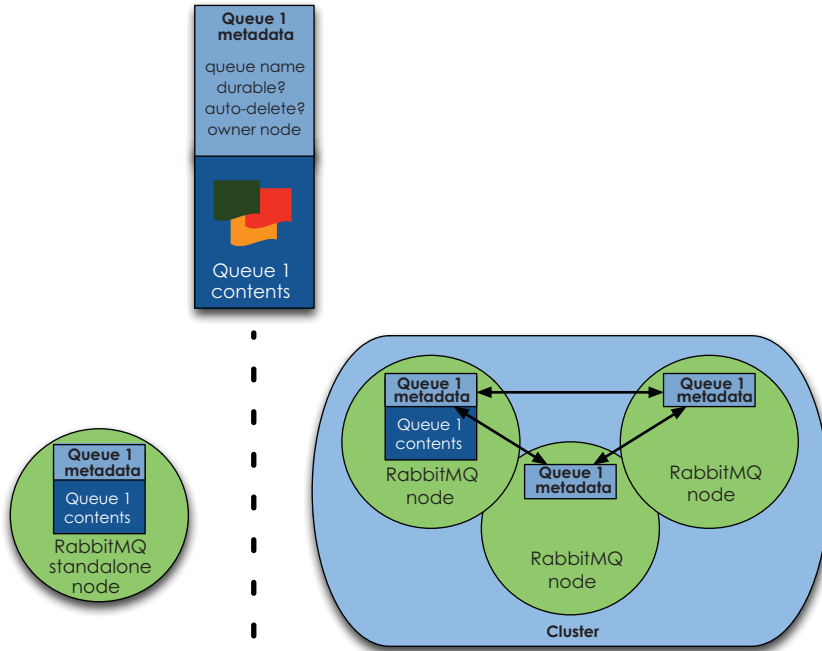 Queue 1
metadata
queue name
durable?
auto-delete?
owner node
Queue 1
contents
Queue 1
metadata
Queue 1
contents
RabbitMQ
standalone
node
Queue 1
metadata
Queue 1
contents
RabbitMQ
node
Queue 1
metadata
RabbitMQ
node
Queue 1
metadata
RabbitMQ
node
Cluster